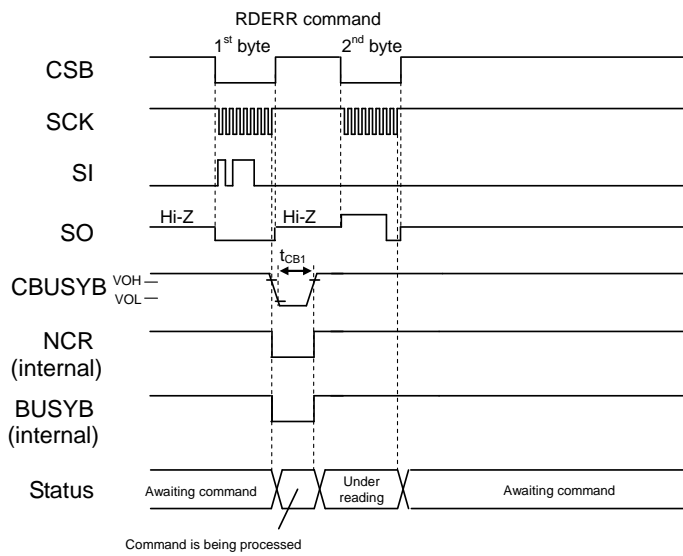 RDERR command
1st byte
2nd byte
CSB
SCK
SI
Hi-Z
Hi-Z
SO
tCB1
VOH
CBUSYB
VOL
NCR
(internal)
BUSYB
(internal)
Status
Awaiting command
Under
reading
Awaiting command
Command is being processed